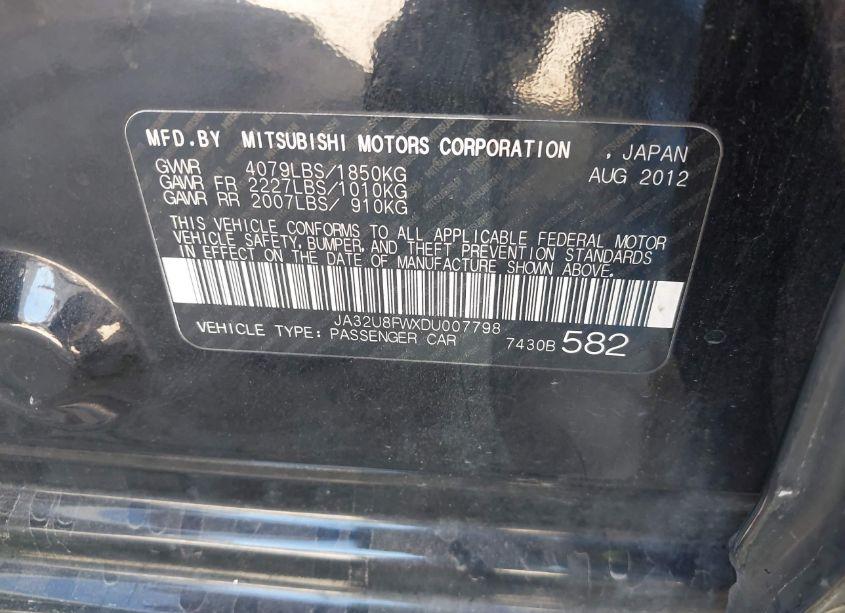 MFD.BY MITSUBISHI MOTORS CORPORATION , JAPAN
GVWR 4079LBS/1850KG AUG 2012
GAWR FR 2227LBS/1010KG
GAWR RR 2007LBS/ 910KG
THIS VEHICLE CONFORMS TO ALL APPLICABLE FEDERAL MOTOR
VEHICLE SAFETY, BUMPER, AND THEFT PREVENTION STANDARDS
IN EFFECT ON THE DATE OF MANUFACTURE SHOWN ABOVE.
JA32U8FWXDU007798
VEHICLE TYPE: PASSENGER CAR 7430B 582